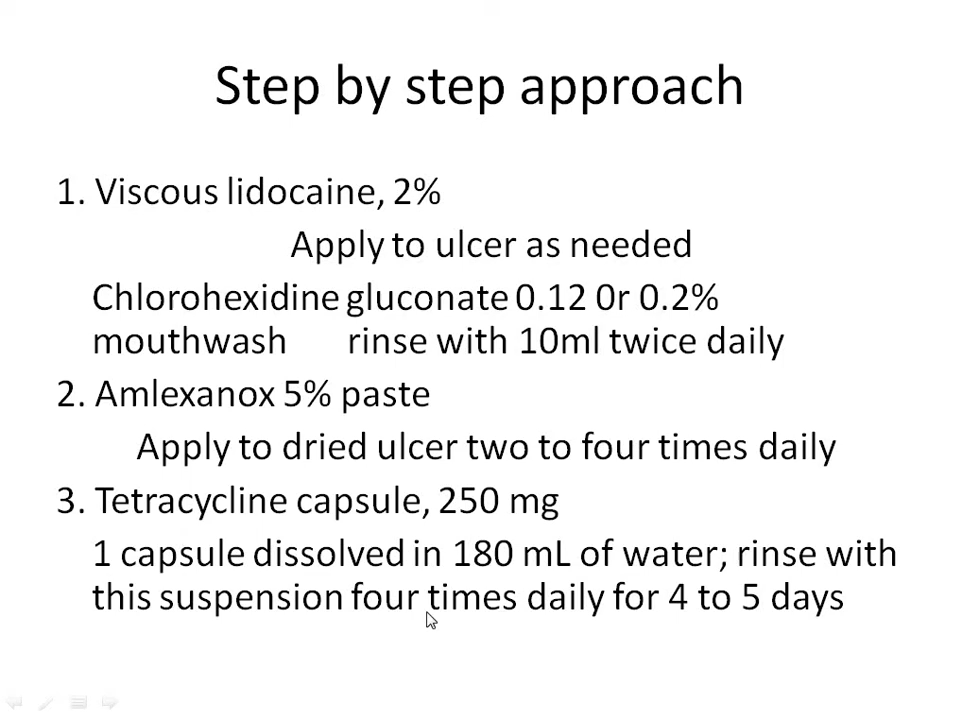 Step by step approach
1. Viscous lidocaine, 2%
Apply to ulcer as needed
Chlorohexidine gluconate 0.12 0r 0.2%
mouthwash rinse with 10ml twice daily
2. Amlexanox 5% paste
Apply to dried ulcer two to four times daily
3. Tetracycline capsule, 250 mg
1 capsule dissolved in 180 mL of water; rinse with
this suspension four times daily for 4 to 5 days